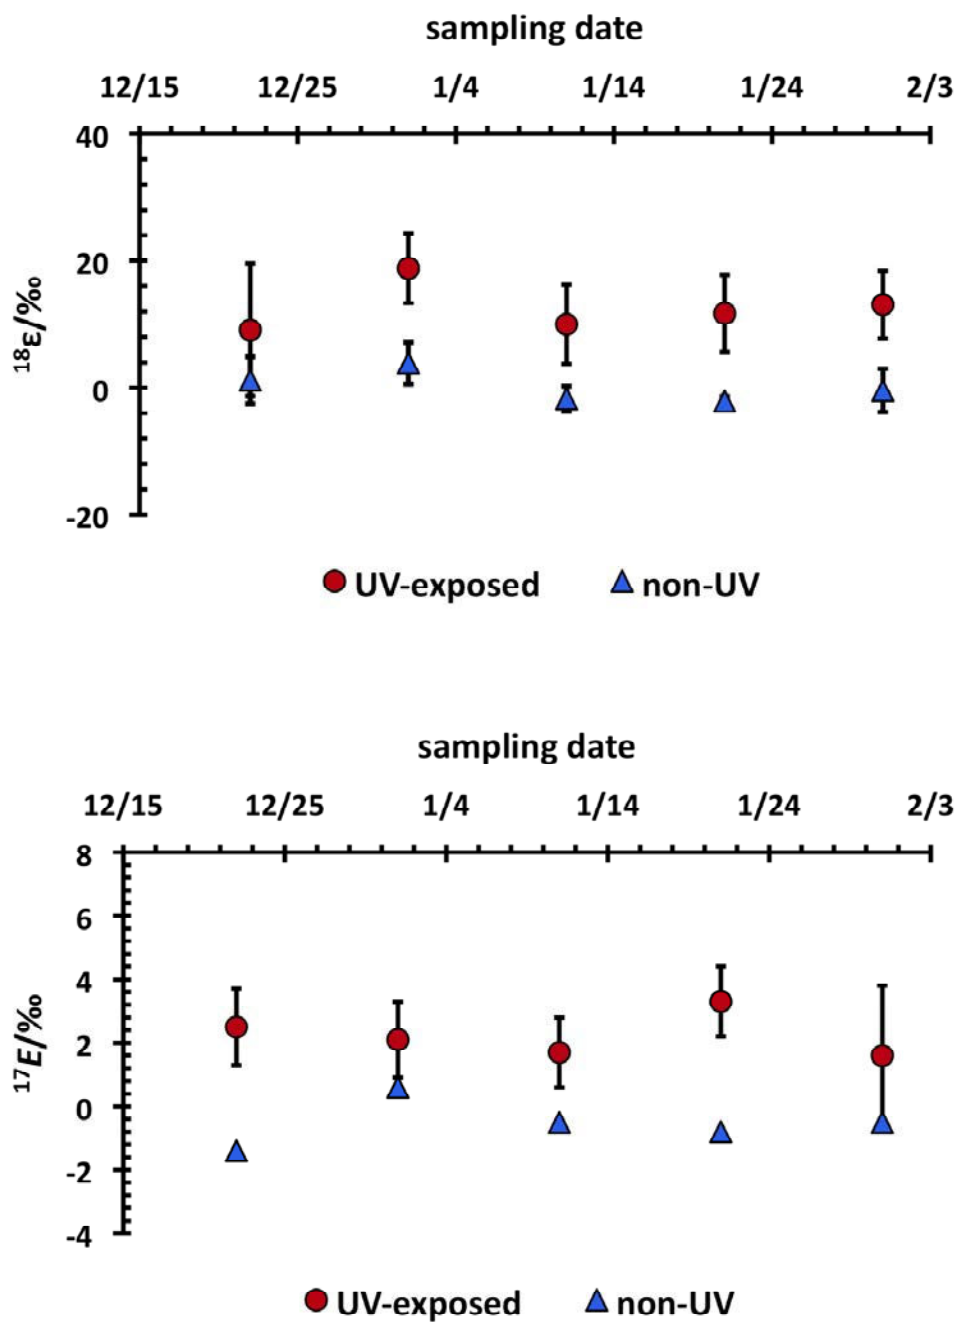 sampling date
12/15 12/25 1/4 1/14 1/24 2/3
40
20
0
-20
¹⁸ε/‰
UV-exposed non-UV
sampling date
12/15 12/25 1/4 1/14 1/24 2/3
8
6
4
2
0
-2
-4
¹⁷E/‰
UV-exposed non-UV